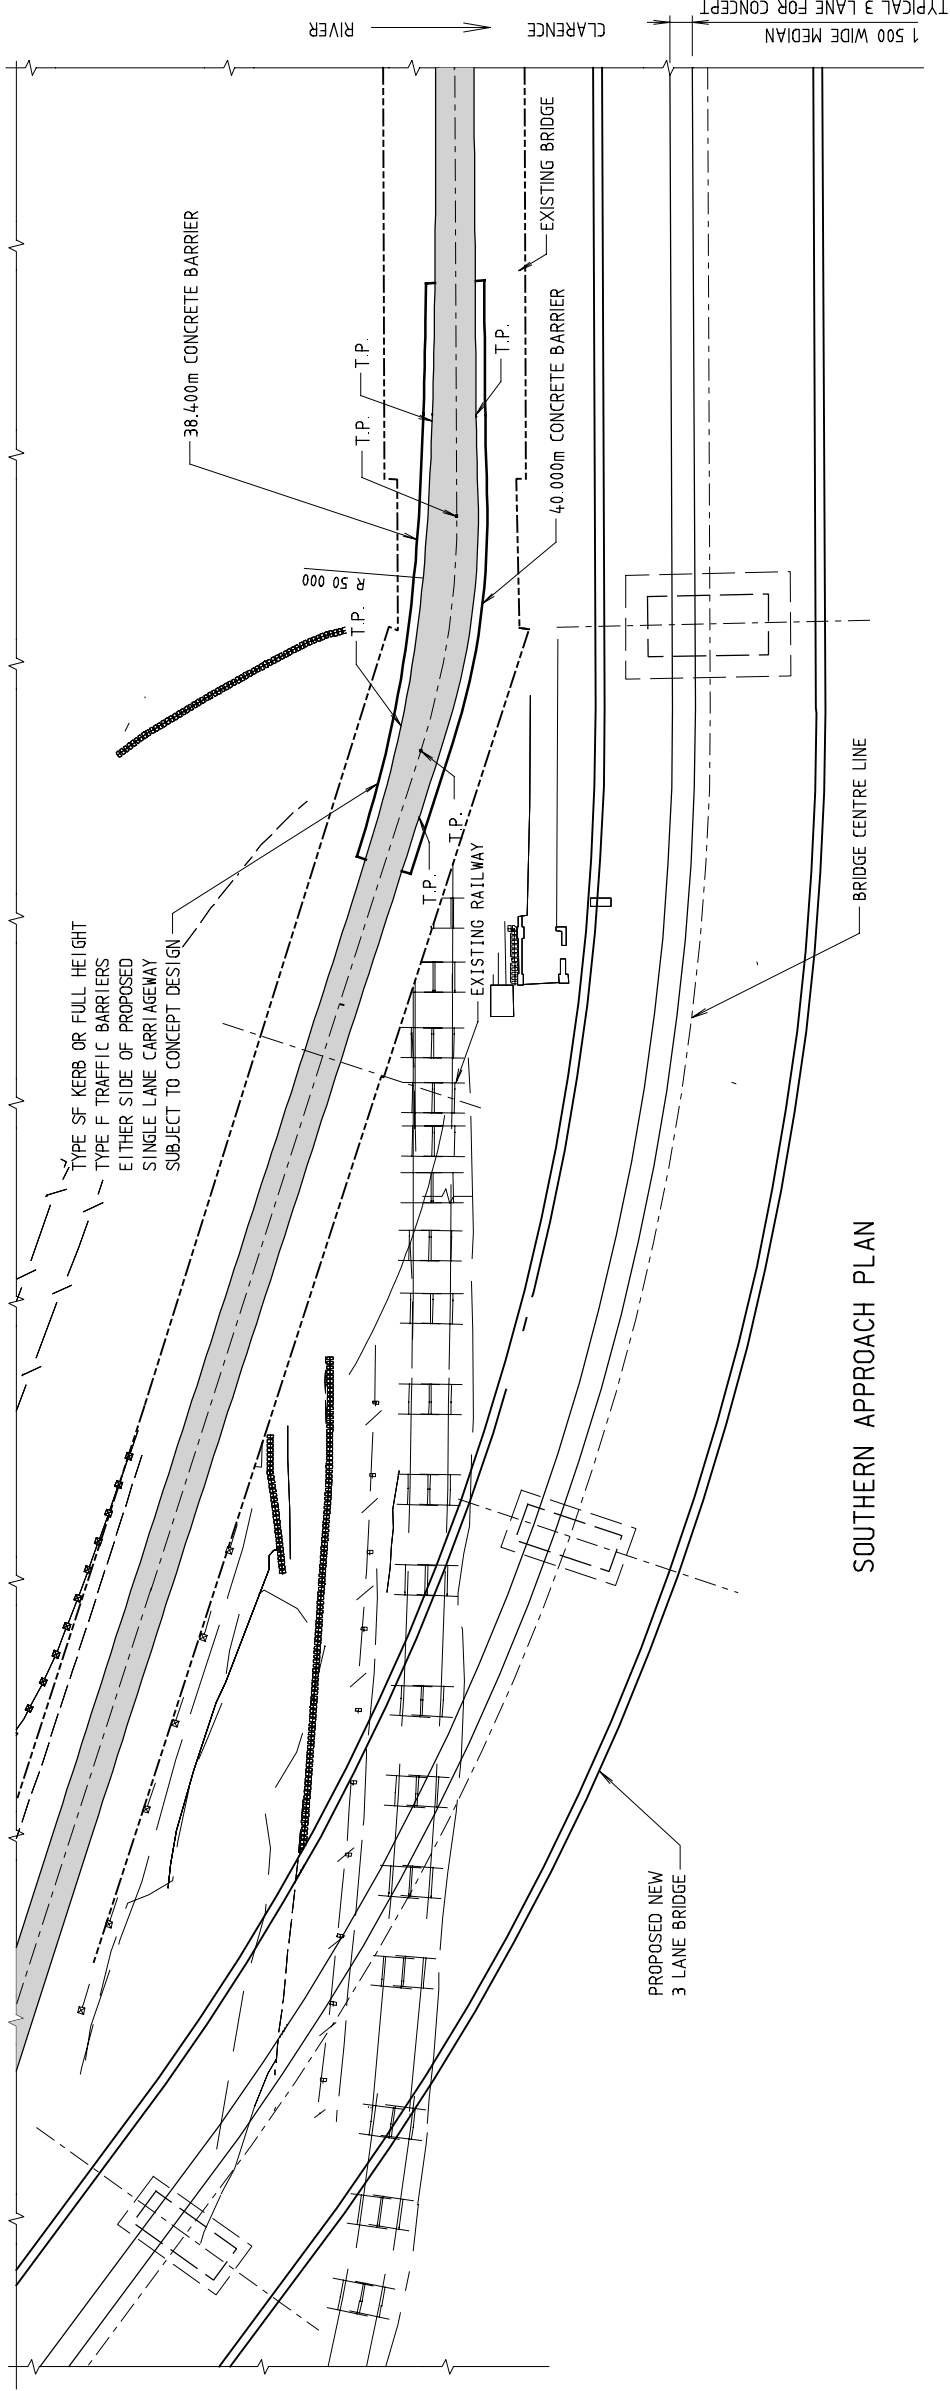 RIVER
CLARENCE
1 500 WIDE MEDIAN
TYPICAL 3 LANE FOR CONCEPT
38.400m CONCRETE BARRIER
EXISTING BRIDGE
T.P.
T.P.
T.P.
40.000m CONCRETE BARRIER
R 50 000
T.P.
T.P.
T.P.
EXISTING RAILWAY
BRIDGE CENTRE LINE
TYPE SF KERB OR FULL HEIGHT
TYPE F TRAFFIC BARRIERS
EITHER SIDE OF PROPOSED
SINGLE LANE CARRIAGEWAY
SUBJECT TO CONCEPT DESIGN
PROPOSED NEW
3 LANE BRIDGE
SOUTHERN APPROACH PLAN